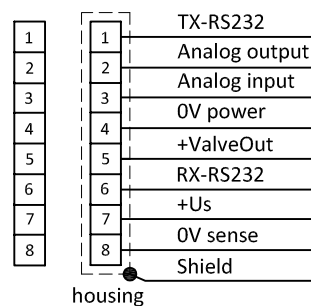 1 1 TX-RS232
2 2 Analog output
3 3 Analog input
4 4 0V power
5 5 +ValveOut
6 6 RX-RS232
7 7 +Us
8 8 0V sense
Shield
housing